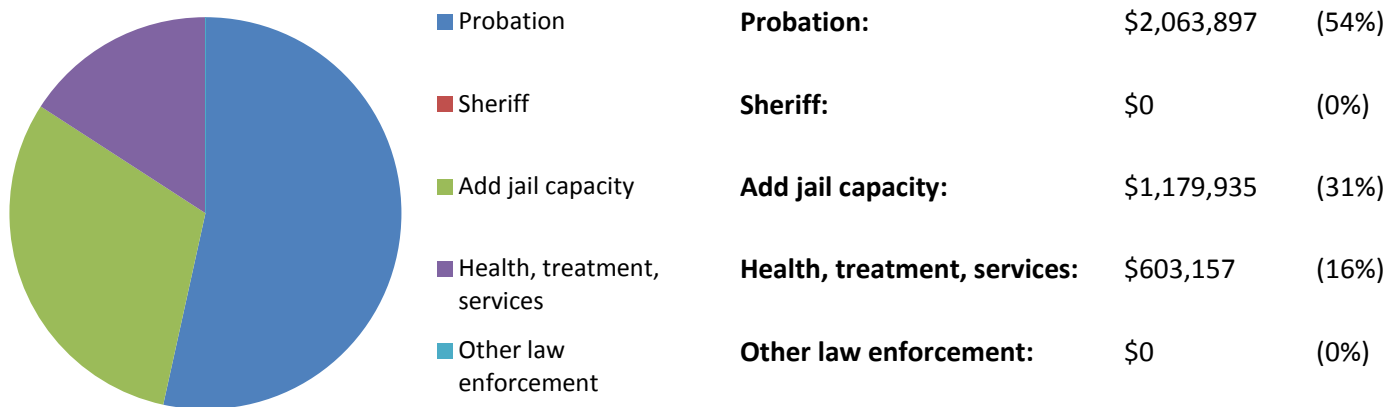 Probation
Probation: $2,063,897 (54%)
Sheriff
Sheriff: $0 (0%)
Add jail capacity
Add jail capacity: $1,179,935 (31%)
Health, treatment,
services
Health, treatment, services: $603,157 (16%)
Other law
enforcement
Other law enforcement: $0 (0%)